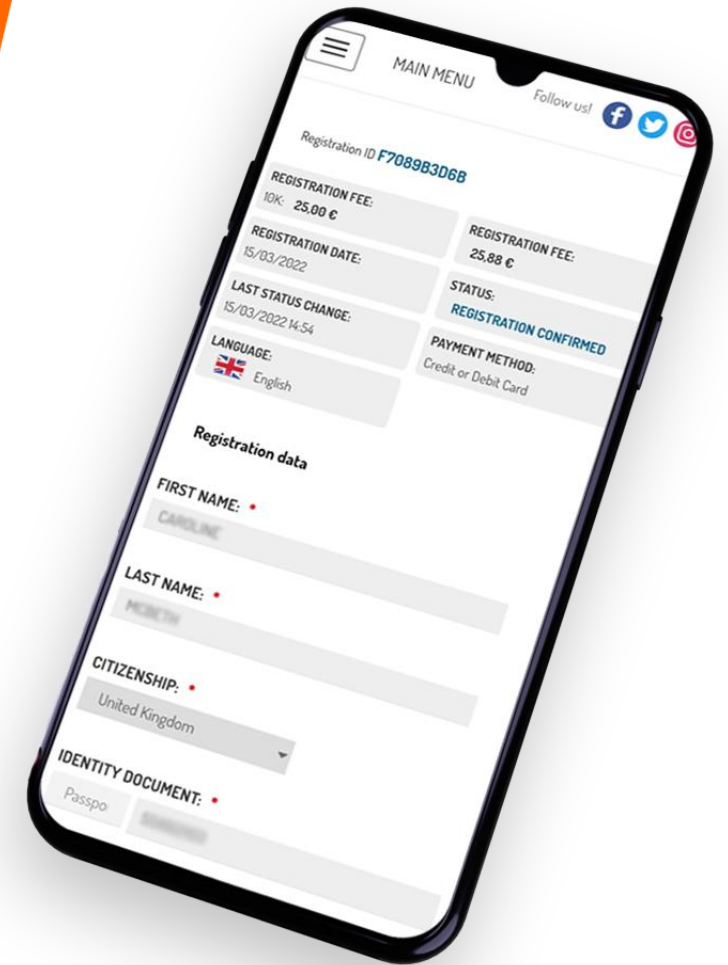 MAIN MENU
Follow us!
Registration ID F7089B3D6B
REGISTRATION FEE:
10K: 25,00 €
REGISTRATION FEE:
25,88 €
REGISTRATION DATE:
15/03/2022
STATUS:
REGISTRATION CONFIRMED
LAST STATUS CHANGE:
15/03/2022 14:54
PAYMENT METHOD:
Credit or Debit Card
LANGUAGE:
English
Registration data
FIRST NAME: •
LAST NAME: •
CITIZENSHIP: •
United Kingdom
IDENTITY DOCUMENT: •
Passpo